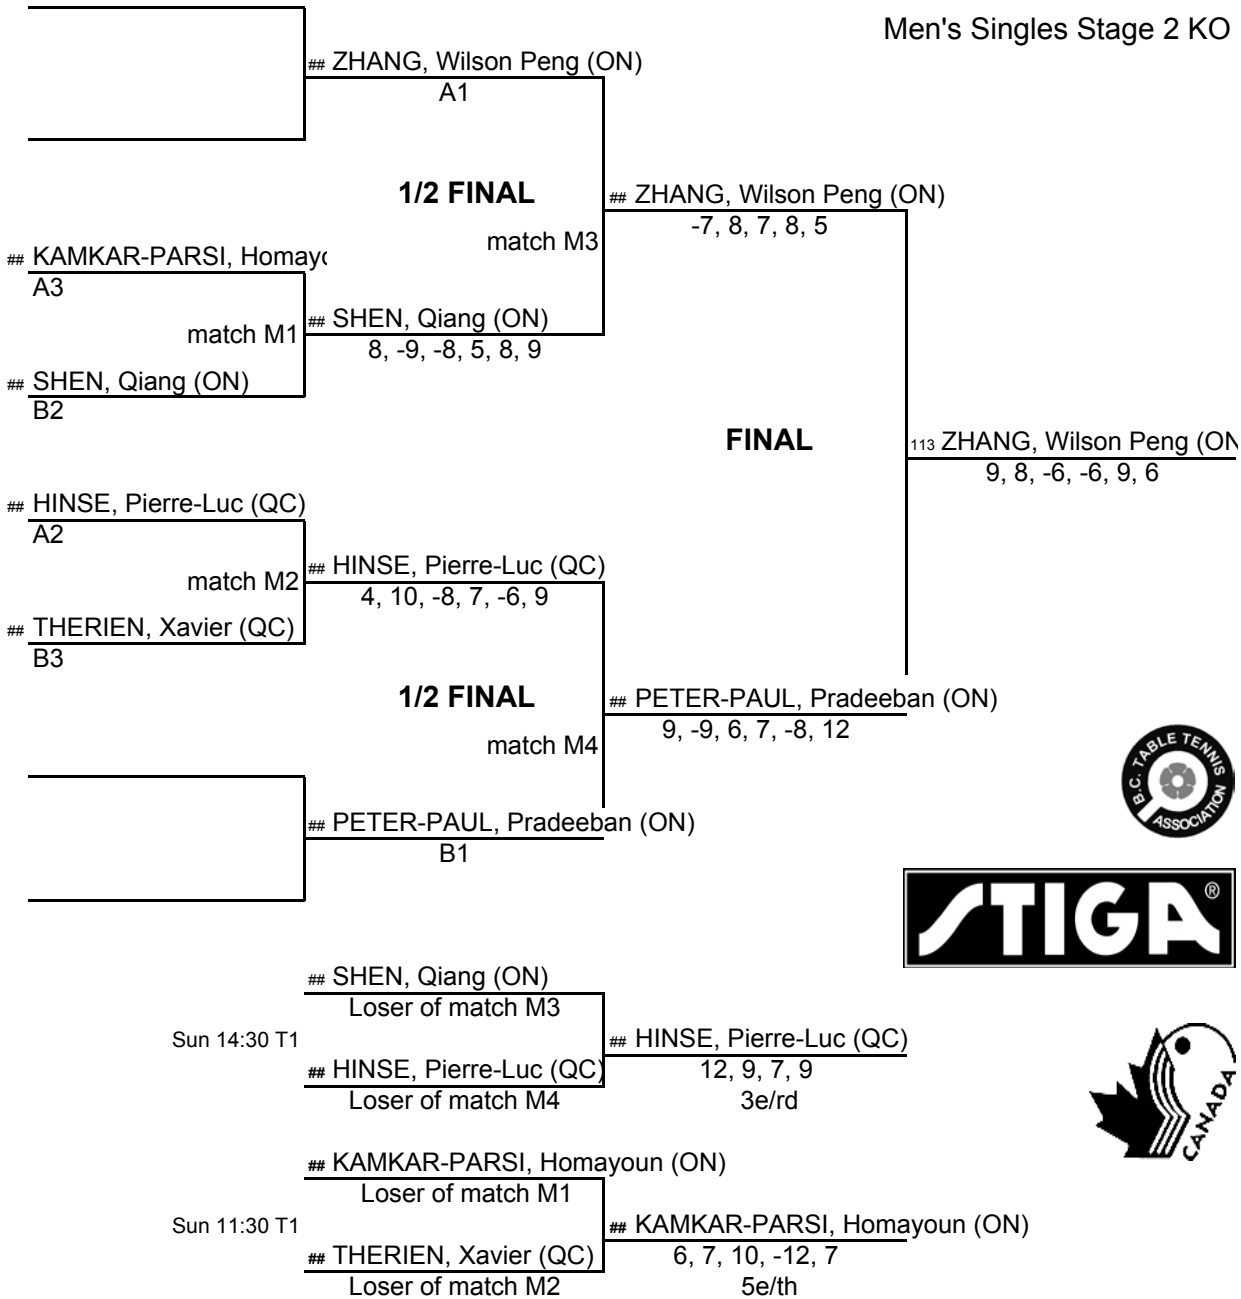 Men's Singles Stage 2 KO
## ZHANG, Wilson Peng (ON)
A1
1/2 FINAL
match M3
## ZHANG, Wilson Peng (ON)
-7, 8, 7, 8, 5
## KAMKAR-PARSI, Homayo
A3
match M1
## SHEN, Qiang (ON)
8, -9, -8, 5, 8, 9
## SHEN, Qiang (ON)
B2
FINAL
113 ZHANG, Wilson Peng (ON
9, 8, -6, -6, 9, 6
## HINSE, Pierre-Luc (QC)
A2
match M2
## HINSE, Pierre-Luc (QC)
4, 10, -8, 7, -6, 9
## THERIEN, Xavier (QC)
B3
1/2 FINAL
match M4
## PETER-PAUL, Pradeeban (ON)
9, -9, 6, 7, -8, 12
## PETER-PAUL, Pradeeban (ON)
B1
B.C. TABLE TENNIS ASSOCIATION
STIGA®
## SHEN, Qiang (ON)
Loser of match M3
Sun 14:30 T1
## HINSE, Pierre-Luc (QC)
12, 9, 7, 9
3e/rd
## HINSE, Pierre-Luc (QC)
Loser of match M4
CANADA
## KAMKAR-PARSI, Homayoun (ON)
Loser of match M1
Sun 11:30 T1
## KAMKAR-PARSI, Homayoun (ON)
6, 7, 10, -12, 7
5e/th
## THERIEN, Xavier (QC)
Loser of match M2